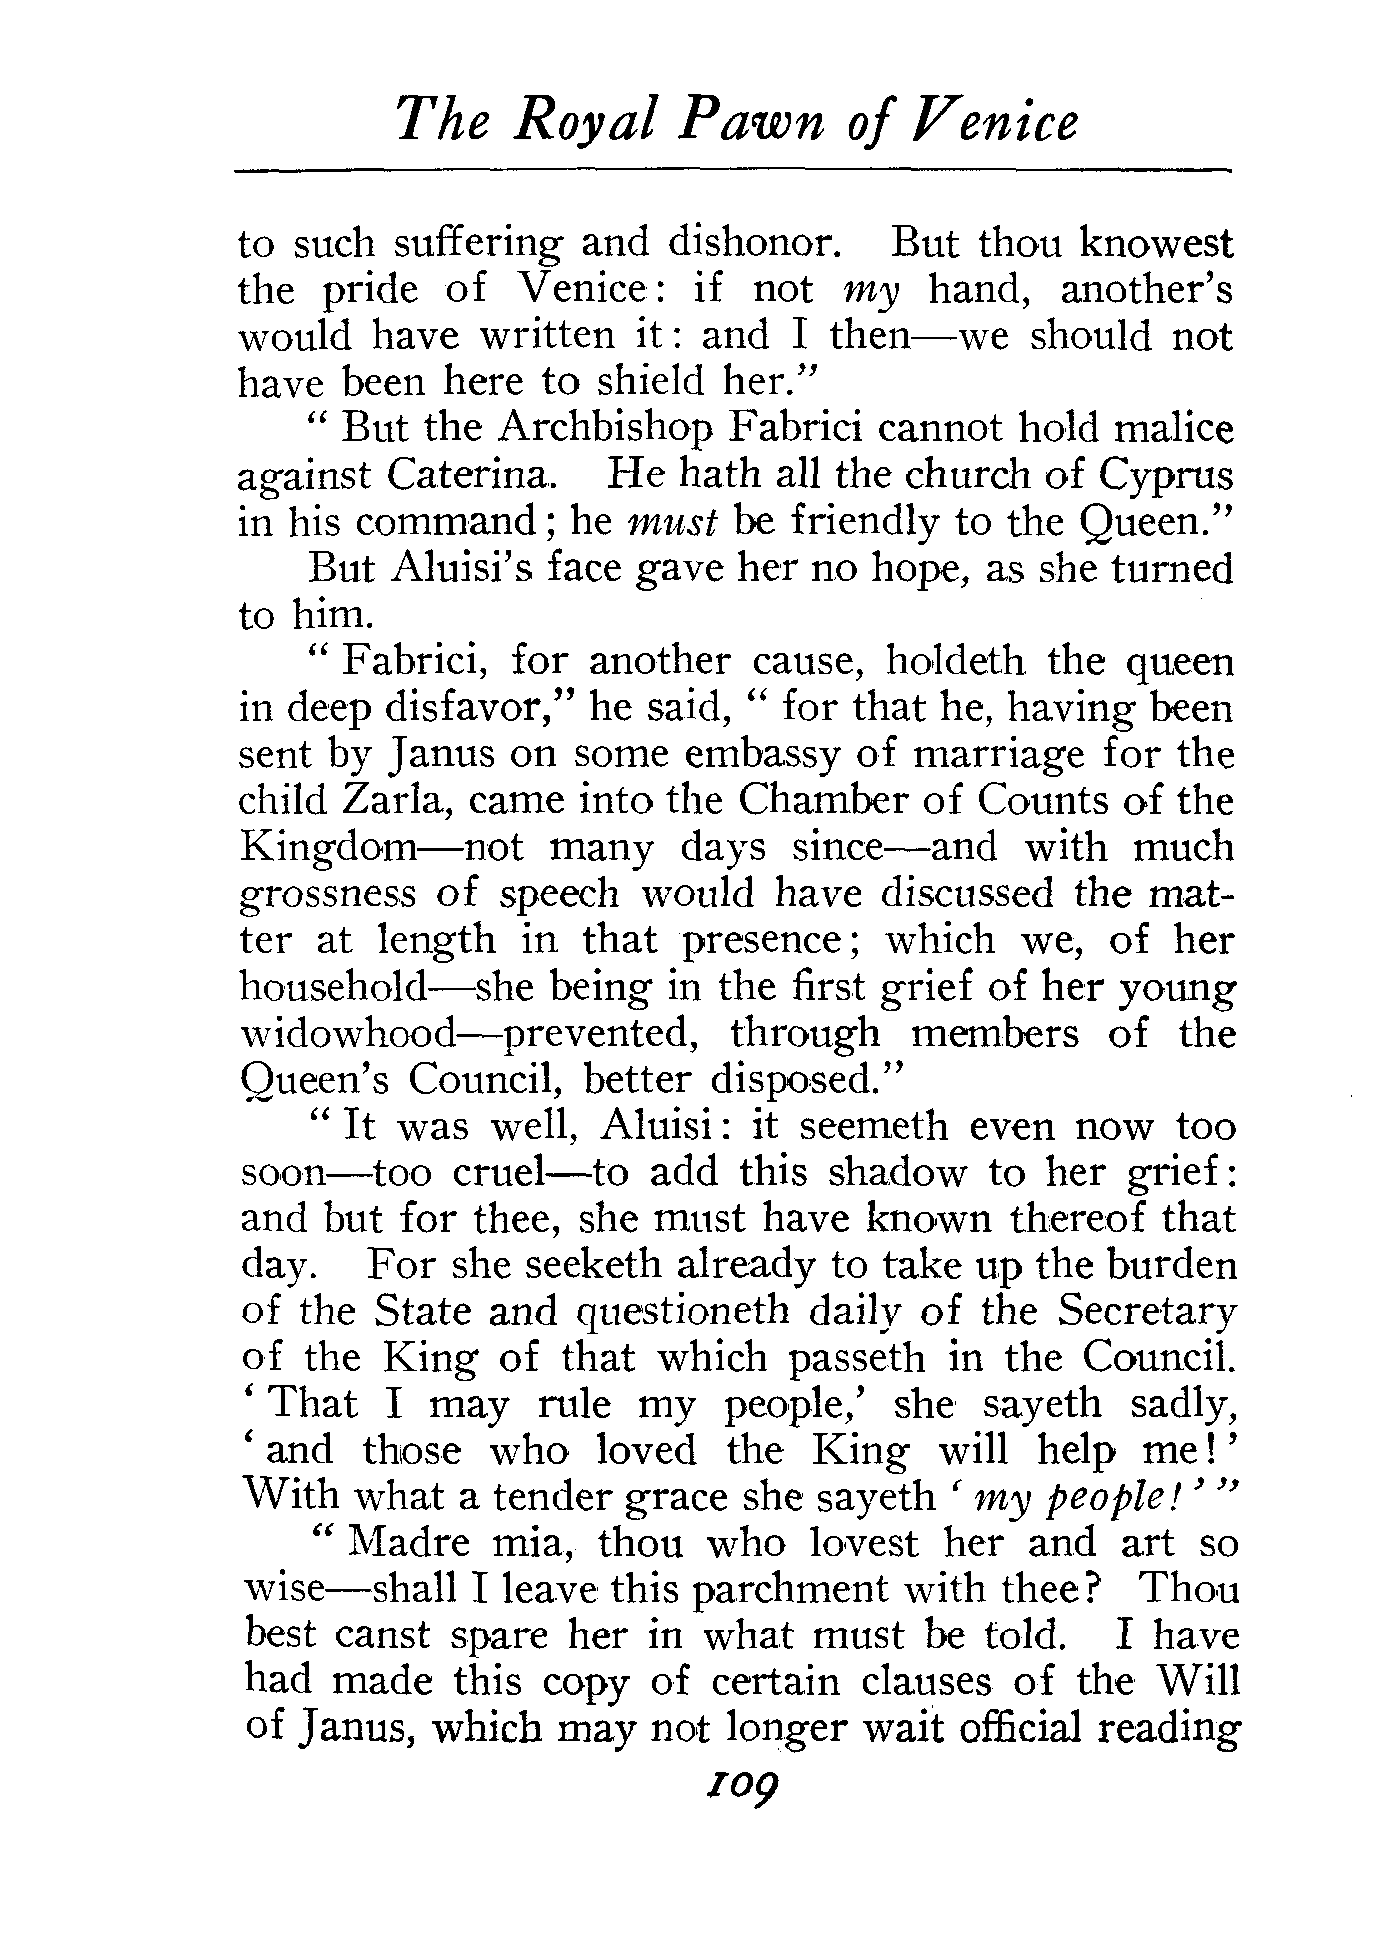 The Royal Pawn of Venice
to such suffering and dishonor. But thou knowest
the pride of Venice: if not my hand, another's
would have written it: and I then—we should not
have been here to shield her."
" But the Archbishop Fabrici cannot hold malice
against Caterina. He hath all the church of Cyprus
in his command; he must be friendly to the Queen."
But Aluisi's face gave her no hope, as she turned
to him.
" Fabrici, for another cause, holdeth the queen
in deep disfavor," he said, " for that he, having been
sent by Janus on some embassy of marriage for the
child Zarla, came into the Chamber of Counts of the
Kingdom—not many days since—and with much
grossness of speech would have discussed the mat-
ter at length in that presence; which we, of her
household—she being in the first grief of her young
widowhood—prevented, through members of the
Queen's Council, better disposed."
" It was well, Aluisi: it seemeth even now too
soon—too cruel—to add this shadow to her grief:
and but for thee, she must have known thereof that
day. For she seeketh already to take up the burden
of the State and questioneth daily of the Secretary
of the King of that which passeth in the Council.
' That I may rule my people,' she sayeth sadly,
' and those who loved the King will help me!'
With what a tender grace she sayeth ' my people!' "
" Madre mia, thou who lovest her and art so
wise—shall I leave this parchment with thee? Thou
best canst spare her in what must be told. I have
had made this copy of certain clauses of the Will
of Janus, which may not longer wait official reading
109